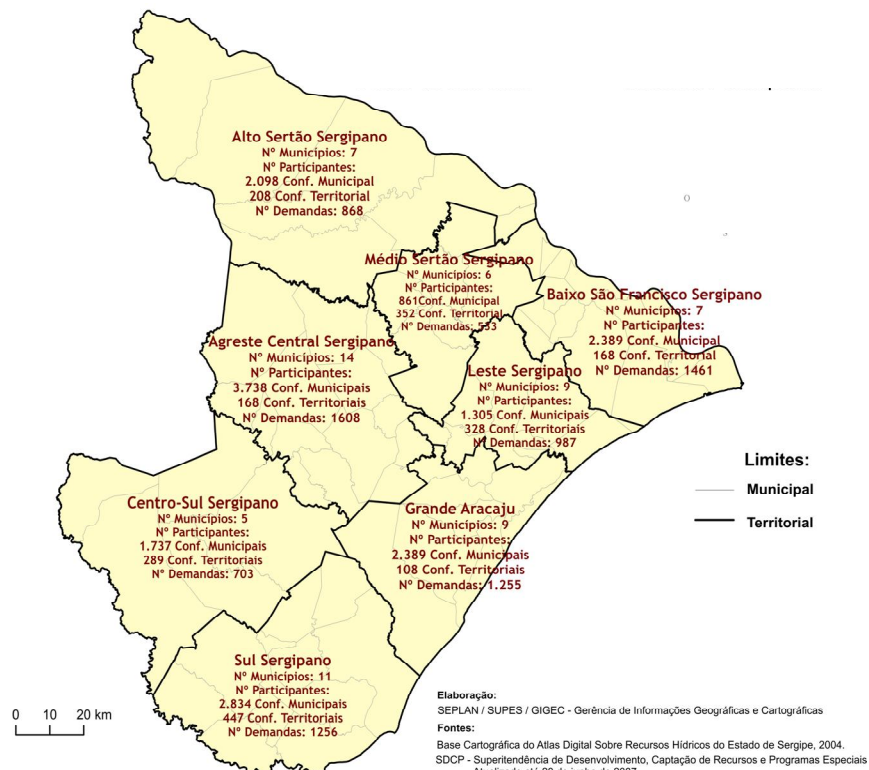 Alto Sertão Sergipano
Nº Municípios: 7
Nº Participantes:
2.098 Conf. Municipal
208 Conf. Territorial
Nº Demandas: 868
Médio Sertão Sergipano
Nº Municípios: 6
Nº Participantes:
861Conf. Municipal
352 Conf. Territorial
Nº Demandas: 533
Baixo São Francisco Sergipano
Nº Municípios: 7
Nº Participantes:
2.389 Conf. Municipal
168 Conf. Territorial
Nº Demandas: 1461
Agreste Central Sergipano
Nº Municípios: 14
Nº Participantes:
3.738 Conf. Municipais
168 Conf. Territoriais
Nº Demandas: 1608
Leste Sergipano
Nº Municípios: 9
Nº Participantes:
1.305 Conf. Municipais
328 Conf. Territoriais
Nº Demandas: 987
Centro-Sul Sergipano
Nº Municípios: 5
Nº Participantes:
1.737 Conf. Municipais
289 Conf. Territoriais
Nº Demandas: 703
Grande Aracaju
Nº Municípios: 9
Nº Participantes:
2.389 Conf. Municipais
108 Conf. Territoriais
Nº Demandas: 1.255
Sul Sergipano
Nº Municípios: 11
Nº Participantes:
2.834 Conf. Municipais
447 Conf. Territoriais
Nº Demandas 1256
Limites:
Municipal
Territorial
0 10 20 km
Elaboração:
SEPLAN / SUPES / GIGEC - Gerência de Informações Geográficas e Cartográficas
Fontes:
Base Cartográfica do Atlas Digital Sobre Recursos Hídricos do Estado de Sergipe, 2004.
SDCP - Superitendência de Desenvolvimento, Captação de Recursos e Programas Especiais